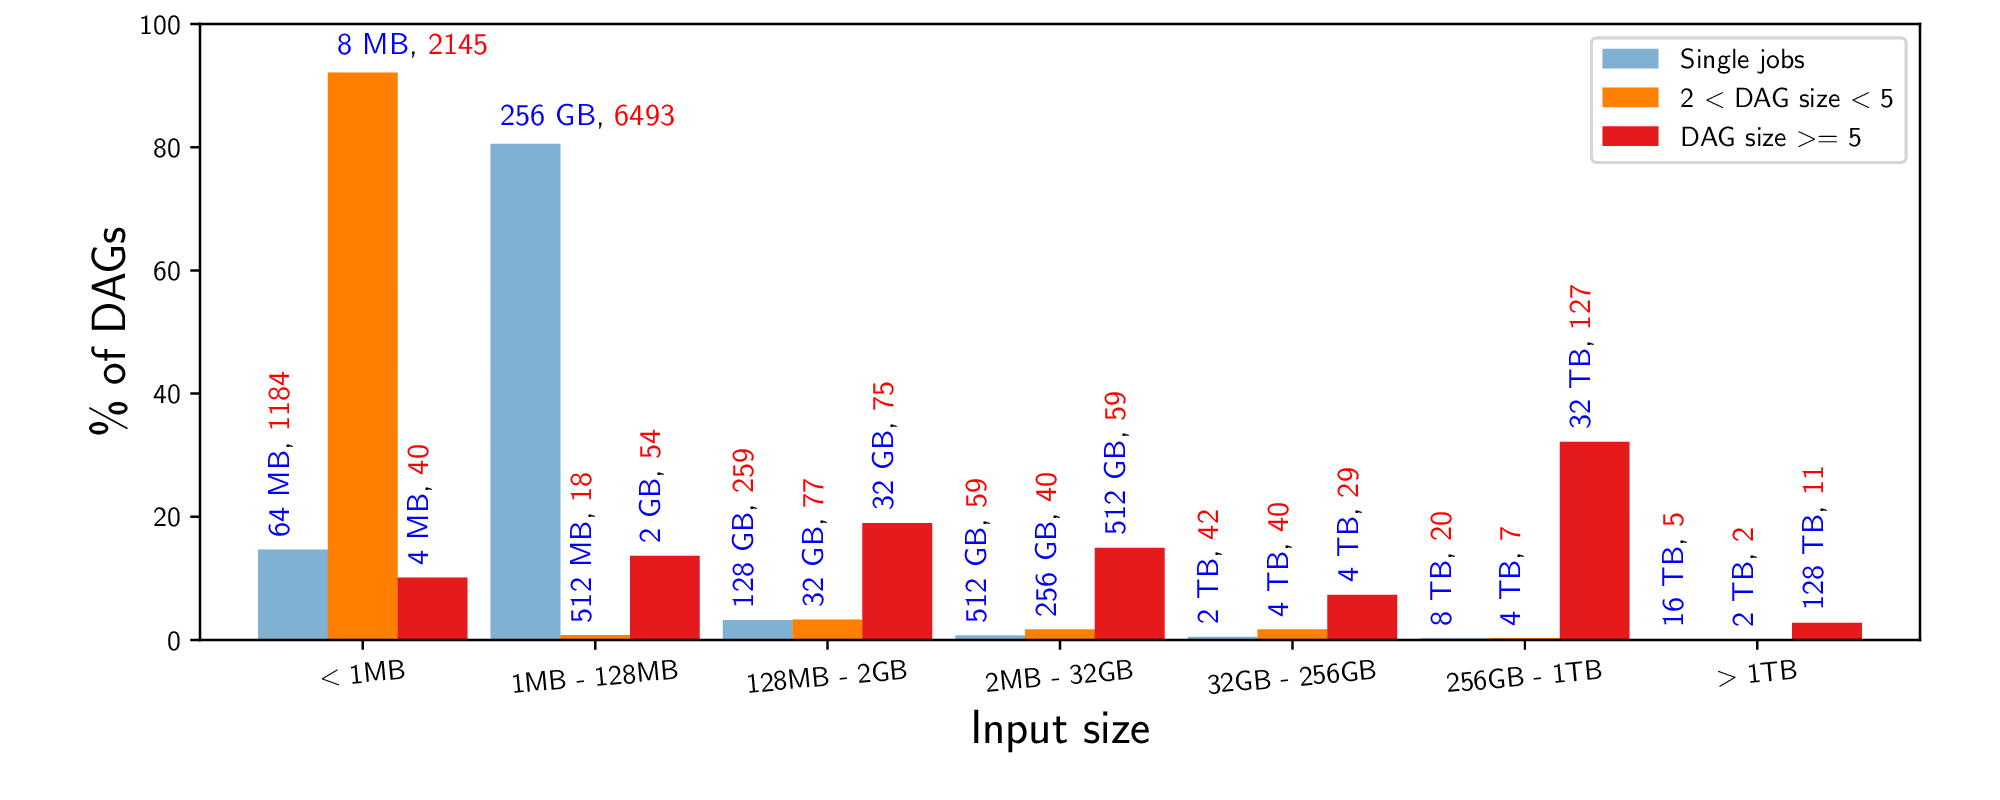 100
80
60
40
20
0
% of DAGs
64 MB, 1184
8 MB, 2145
4 MB, 40
256 GB, 6493
512 MB, 18
2 GB, 54
128 GB, 259
32 GB, 77
32 GB, 75
512 GB, 59
256 GB, 40
512 GB, 59
2 TB, 42
4 TB, 40
4 TB, 29
8 TB, 20
4 TB, 7
32 TB, 127
16 TB, 5
2 TB, 2
128 TB, 11
Single jobs
2 < DAG size < 5
DAG size >= 5
< 1MB
1MB - 128MB
128MB - 2GB
2MB - 32GB
32GB - 256GB
256GB - 1TB
> 1TB
Input size